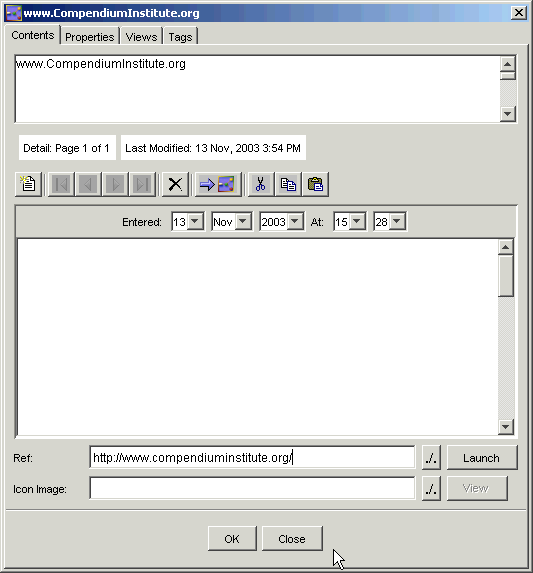 www.CompendiumInstitute.org
Contents Properties Views Tags
www.CompendiumInstitute.org
Detail: Page 1 of 1 Last Modified: 13 Nov, 2003 3:54 PM
Entered: 13 Nov 2003 At: 15 28
Ref: http://www.compendiuminstitute.org/ ./. Launch
Icon Image: ./. View
OK Close